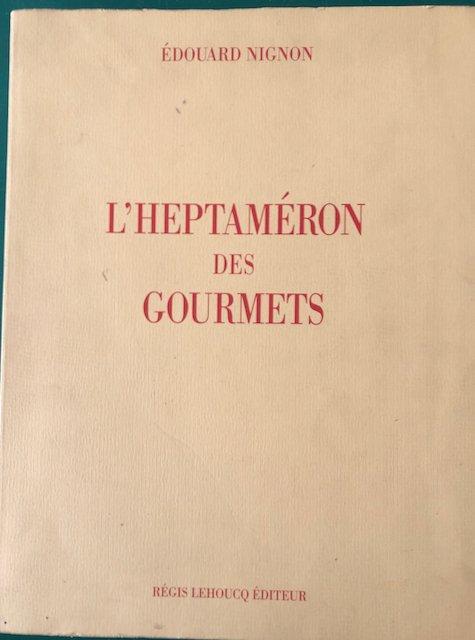 ÉDOUARD NIGNON
L'HEPTAMÉRON
DES
GOURMETS
RÉGIS LEHOUCQ ÉDITEUR